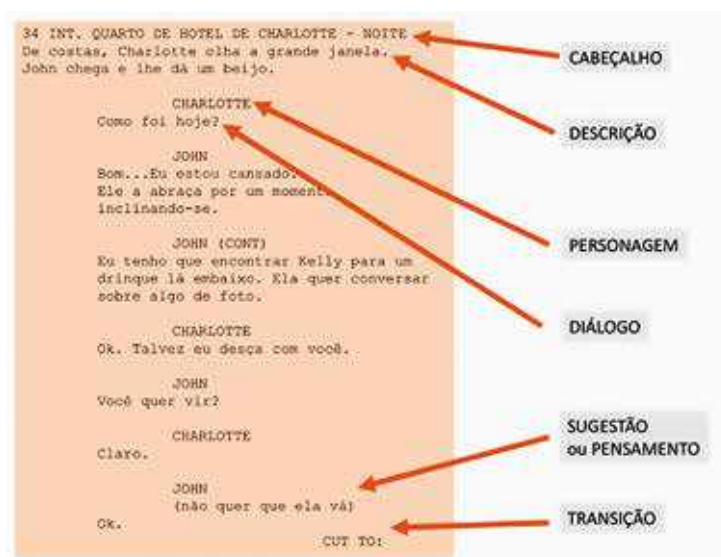 34 INT. QUARTO DE HOTEL DE CHARLOTTE - NOITE
De costas, Charlotte olha a grande janela.
John chega e lhe dá um beijo.
CHARLOTTE
Como foi hoje?
JOHN
Bom...Eu estou cansado.
Ele a abraça por um momento
inclinando-se.
JOHN (CONT)
Eu tenho que encontrar Kelly para um
drinque lá embaixo. Ela quer conversar
sobre algo de foto.
CHARLOTTE
Ok. Talvez eu desça com você.
JOHN
Você quer vir?
CHARLOTTE
Claro.
JOHN
(não quer que ela vá)
Ok.
CUT TO:
CABEÇALHO
DESCRIÇÃO
PERSONAGEM
DIÁLOGO
SUGESTÃO
ou PENSAMENTO
TRANSIÇÃO